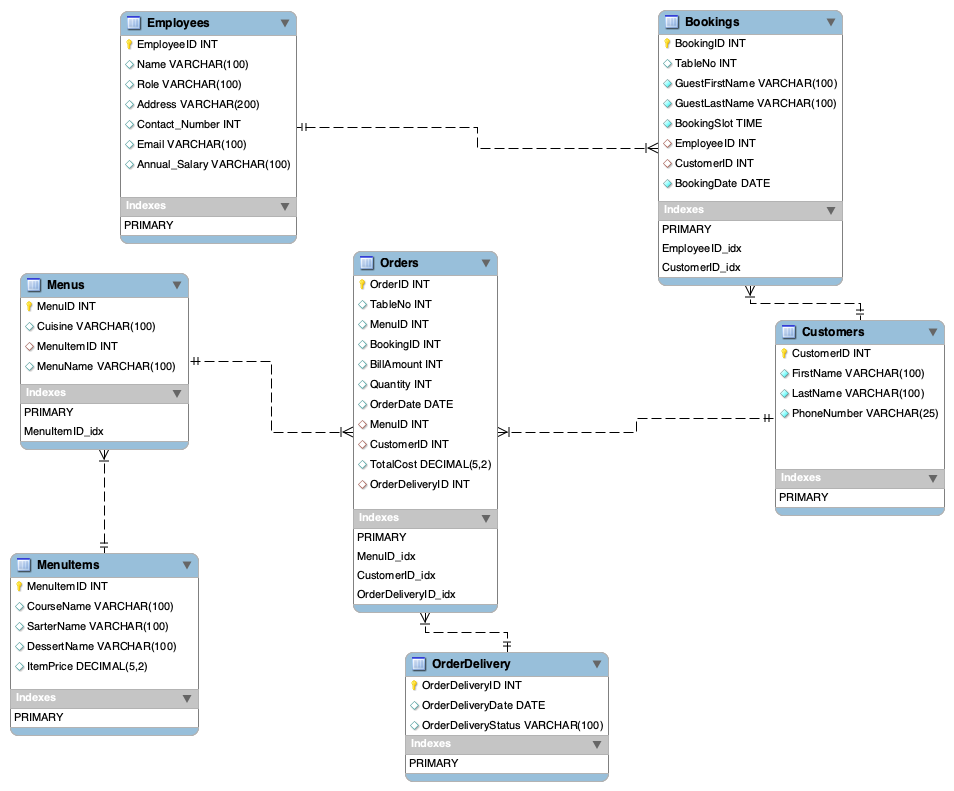 Employees
EmployeeID INT
Name VARCHAR(100)
Role VARCHAR(100)
Address VARCHAR(200)
Contact_Number INT
Email VARCHAR(100)
Annual_Salary VARCHAR(100)
Indexes
PRIMARY
Bookings
BookingID INT
TableNo INT
GuestFirstName VARCHAR(100)
GuestLastName VARCHAR(100)
BookingSlot TIME
EmployeeID INT
CustomerID INT
BookingDate DATE
Indexes
PRIMARY
EmployeeID_idx
CustomerID_idx
Menus
MenuID INT
Cuisine VARCHAR(100)
MenuItemID INT
MenuName VARCHAR(100)
Indexes
PRIMARY
MenuItemID_idx
Orders
OrderID INT
TableNo INT
MenuID INT
BookingID INT
BillAmount INT
Quantity INT
OrderDate DATE
MenuID INT
CustomerID INT
TotalCost DECIMAL(5,2)
OrderDeliveryID INT
Indexes
PRIMARY
MenuID_idx
CustomerID_idx
OrderDeliveryID_idx
Customers
CustomerID INT
FirstName VARCHAR(100)
LastName VARCHAR(100)
PhoneNumber VARCHAR(25)
Indexes
PRIMARY
MenuItems
MenuItemID INT
CourseName VARCHAR(100)
SarterName VARCHAR(100)
DessertName VARCHAR(100)
ItemPrice DECIMAL(5,2)
Indexes
PRIMARY
OrderDelivery
OrderDeliveryID INT
OrderDeliveryDate DATE
OrderDeliveryStatus VARCHAR(100)
Indexes
PRIMARY